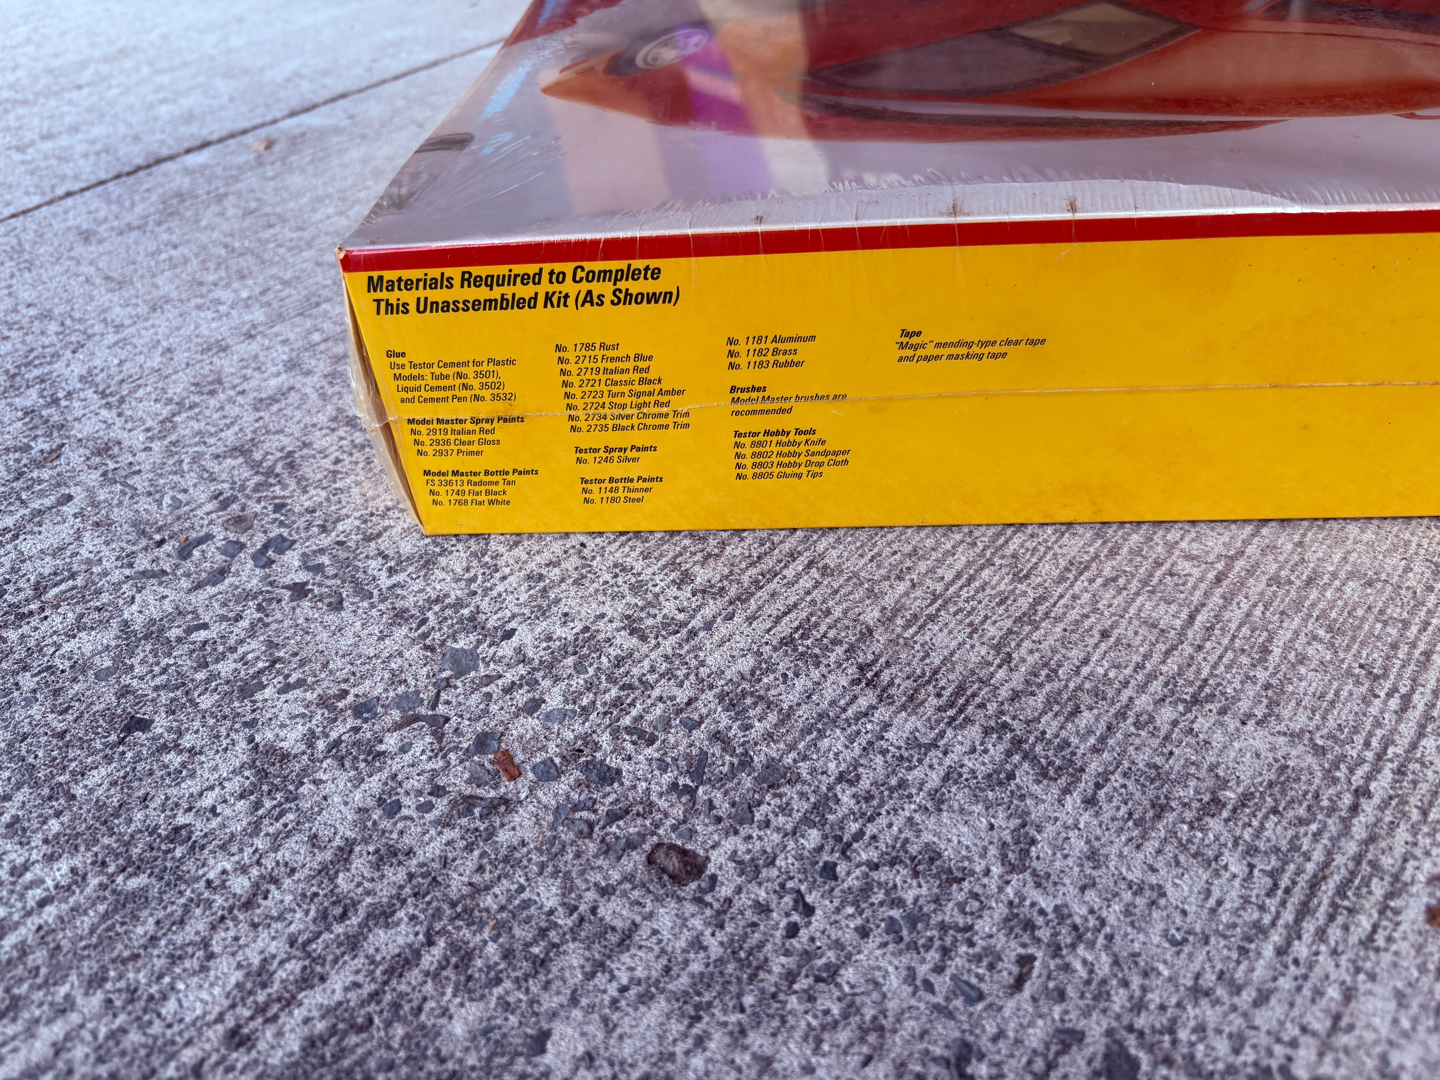 Materials Required to Complete
This Unassembled Kit (As Shown)
Glue
Use Testor Cement for Plastic
Models: Tube (No. 3501),
Liquid Cement (No. 3502)
and Cement Pen (No. 3532)
Model Master Spray Paints
No. 2919 Italian Red
No. 2936 Clear Gloss
No. 2937 Primer
Model Master Bottle Paints
FS 33613 Radome Tan
No. 1749 Flat Black
No. 1768 Flat White
No. 1785 Rust
No. 2715 French Blue
No. 2719 Italian Red
No. 2721 Classic Black
No. 2723 Turn Signal Amber
No. 2724 Stop Light Red
No. 2734 Silver Chrome Trim
No. 2735 Black Chrome Trim
Testor Spray Paints
No. 1246 Silver
Testor Bottle Paints
No. 1148 Thinner
No. 1180 Steel
No. 1181 Aluminum
No. 1182 Brass
No. 1183 Rubber
Brushes
Model Master brushes are
recommended
Testor Hobby Tools
No. 8801 Hobby Knife
No. 8802 Hobby Sandpaper
No. 8803 Hobby Drop Cloth
No. 8805 Gluing Tips
Tape
"Magic" mending-type clear tape
and paper masking tape